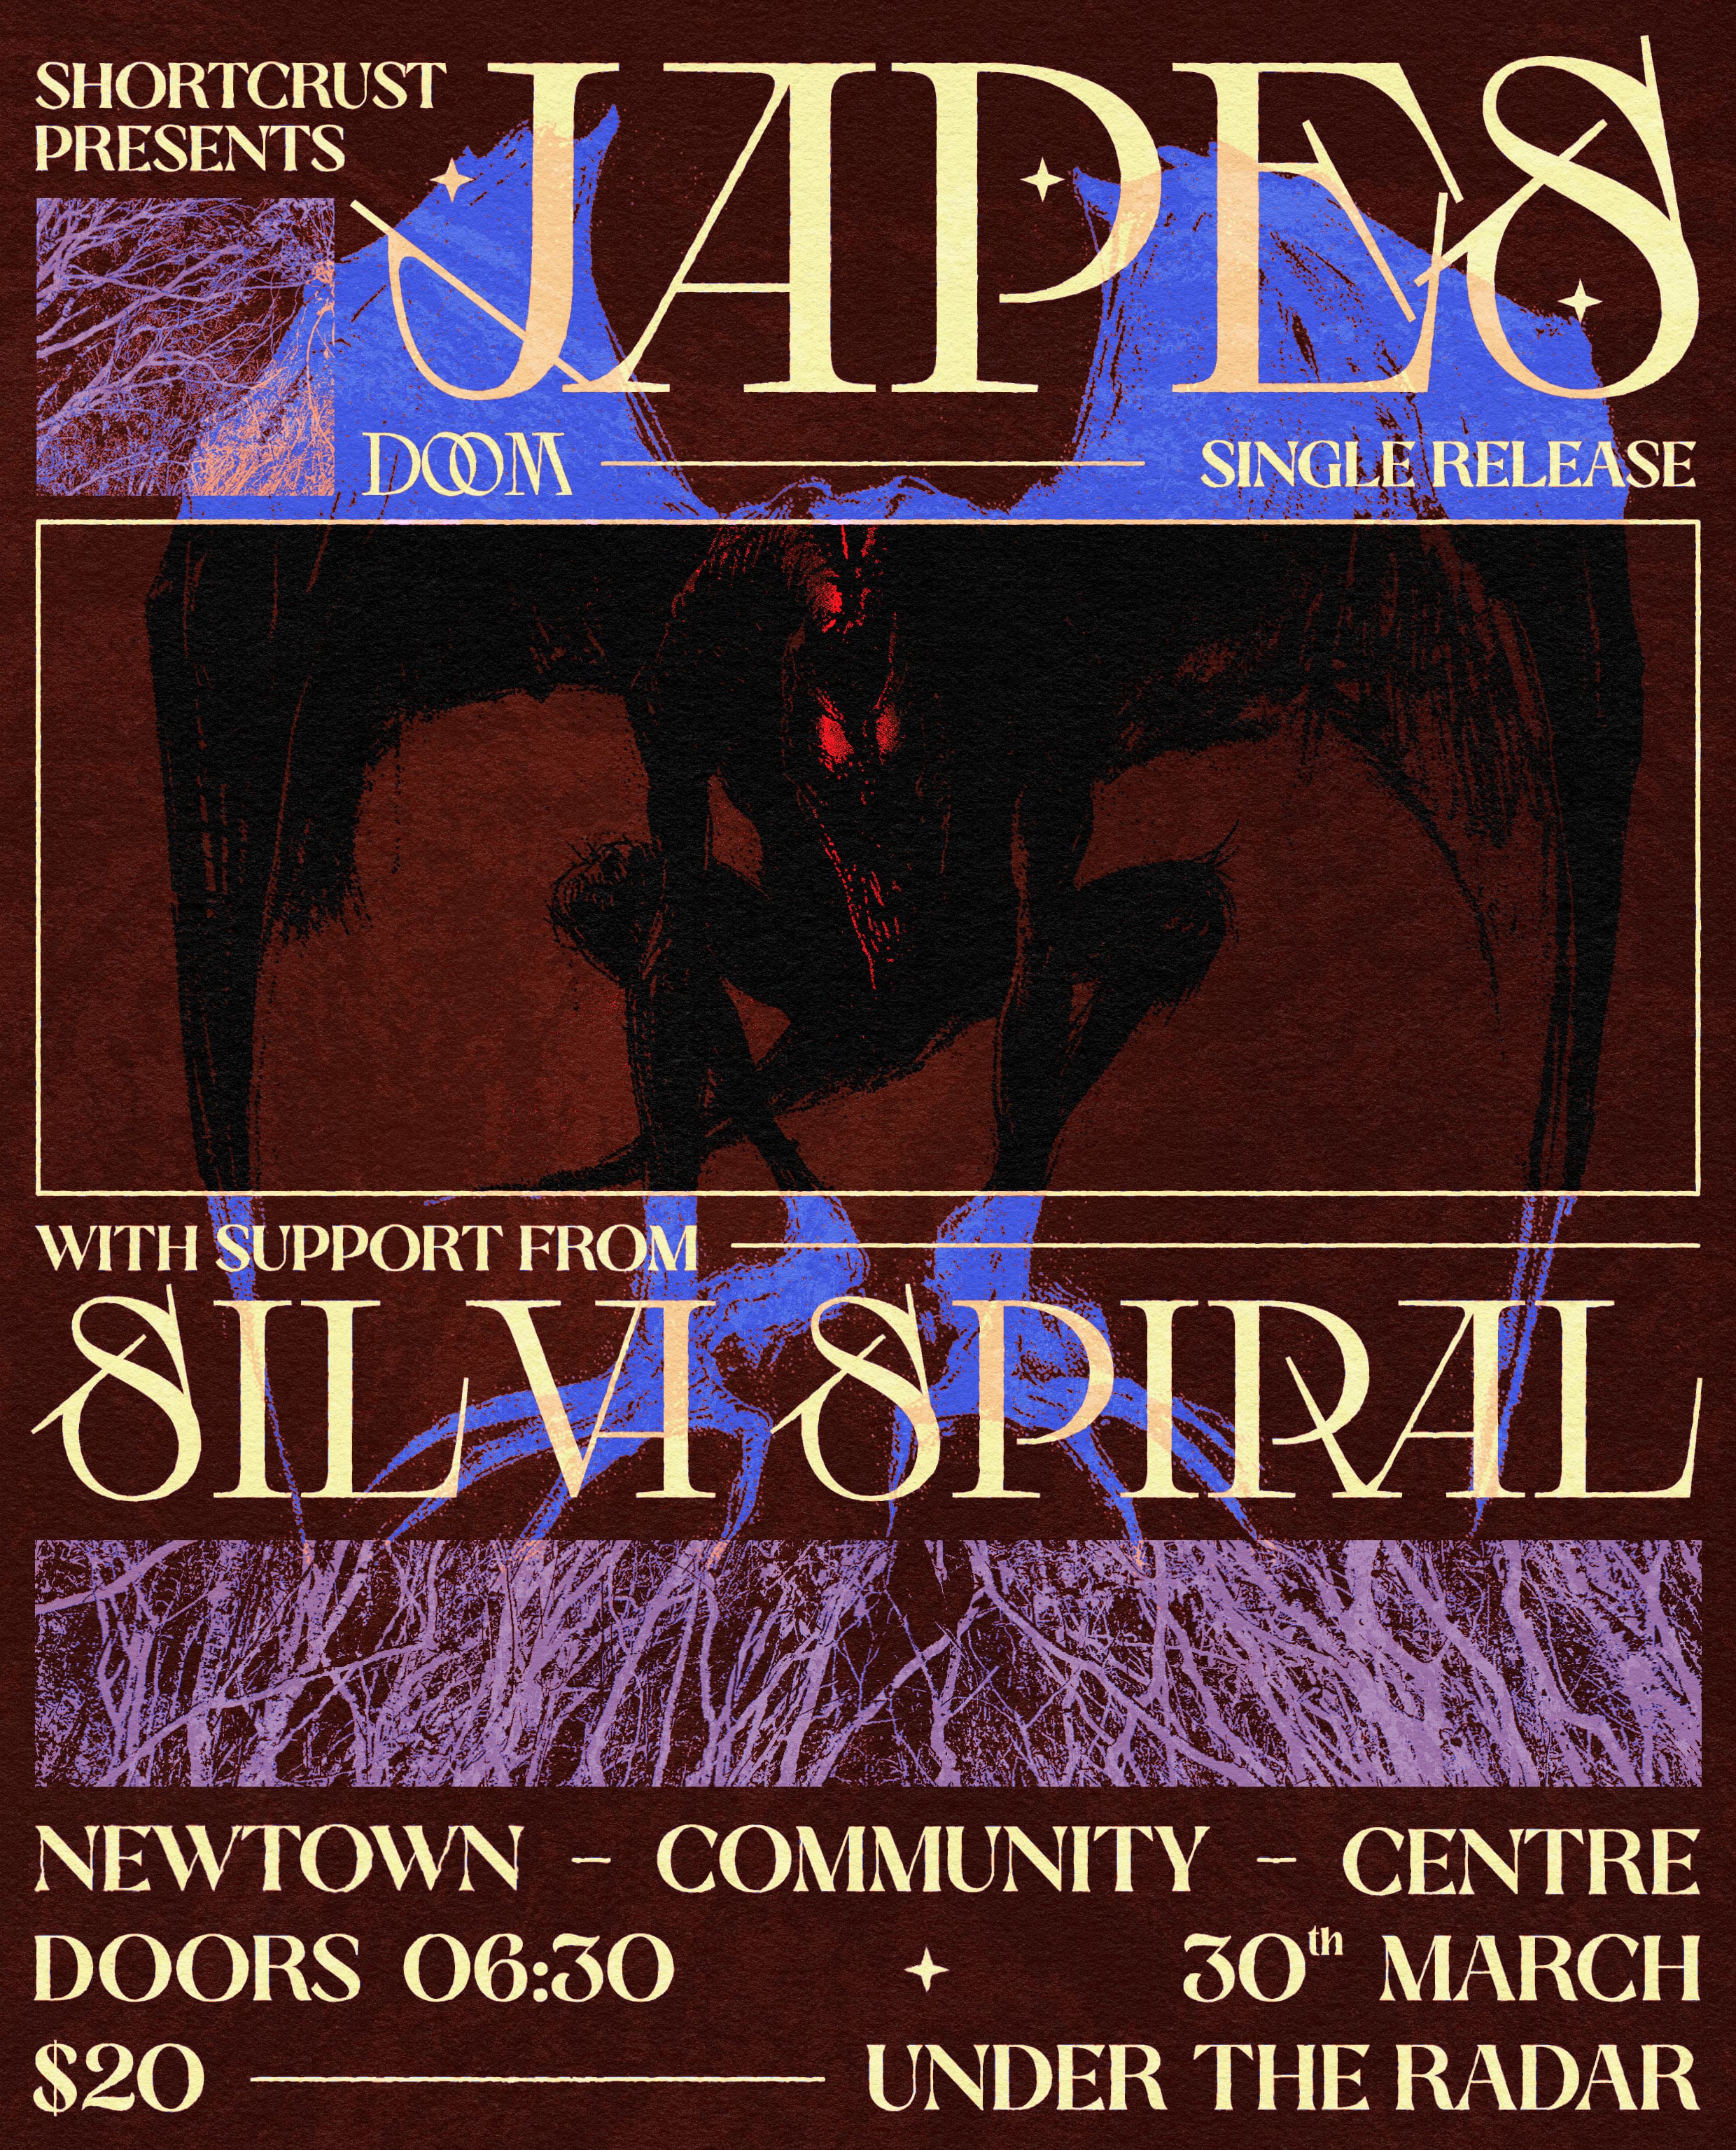 SHORTCRUST
PRESENTS
JAPES
DOOM
SINGLE RELEASE
WITH SUPPORT FROM
SILVA SPIRAL
NEWTOWN – COMMUNITY – CENTRE
DOORS 06:30
30th MARCH
$20
UNDER THE RADAR